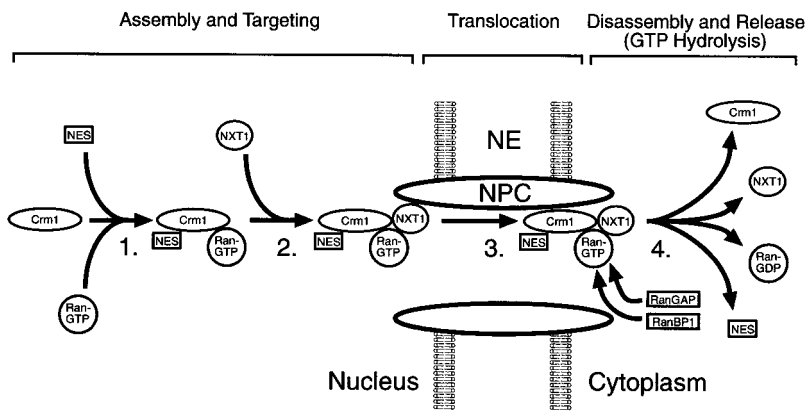 Assembly and Targeting
Translocation
Disassembly and Release
(GTP Hydrolysis)
NES
NXT1
NE
Crm1
NPC
NXT1
Crm1
Crm1
NXT1
Crm1
NXT1
NES
Ran-
GTP
1.
2.
NES
Ran-
GTP
3.
NES
Ran-
GTP
4.
Ran-
GDP
Ran-
GTP
RanGAP
RanBP1
NES
Crm1
Nucleus
Cytoplasm